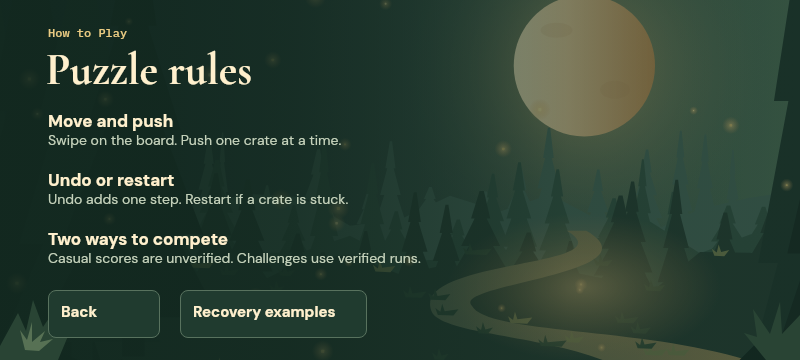 How to Play
Puzzle rules
Move and push
Swipe on the board. Push one crate at a time.
Undo or restart
Undo adds one step. Restart if a crate is stuck.
Two ways to compete
Casual scores are unverified. Challenges use verified runs.
Back
Recovery examples